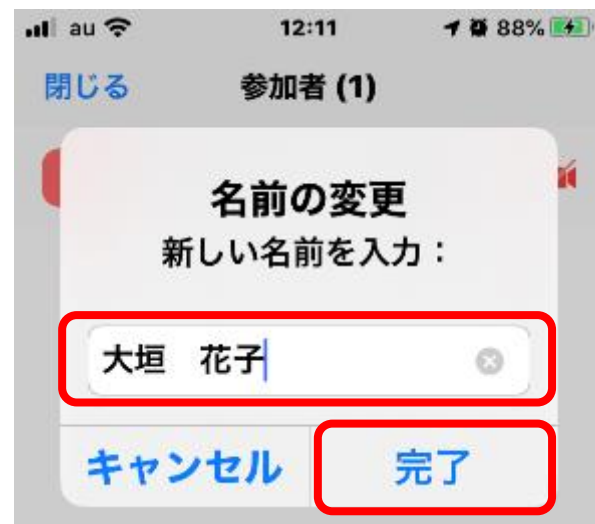 au 12:11 88%
閉じる 参加者 (1)
名前の変更
新しい名前を入力：
大垣　花子
キャンセル 完了